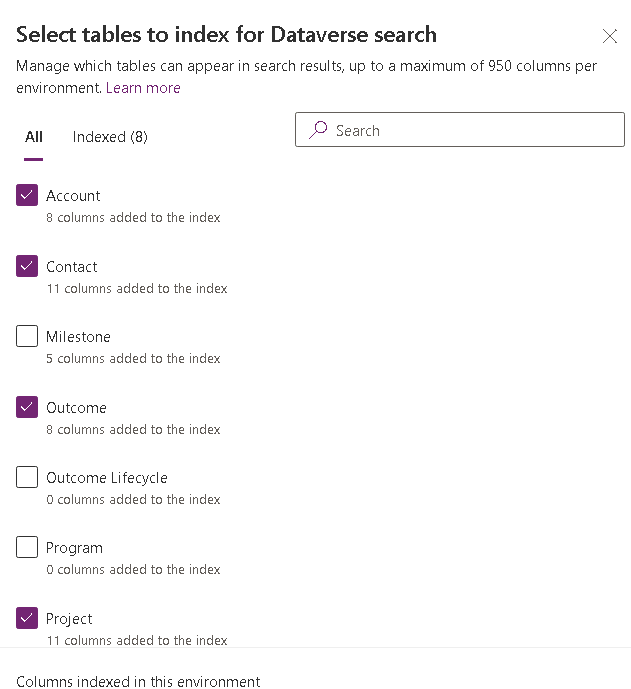 Select tables to index for Dataverse search
Manage which tables can appear in search results, up to a maximum of 950 columns per
environment. Learn more
All
Indexed (8)
Search
Account
8 columns added to the index
Contact
11 columns added to the index
Milestone
5 columns added to the index
Outcome
8 columns added to the index
Outcome Lifecycle
0 columns added to the index
Program
0 columns added to the index
Project
11 columns added to the index
Columns indexed in this environment